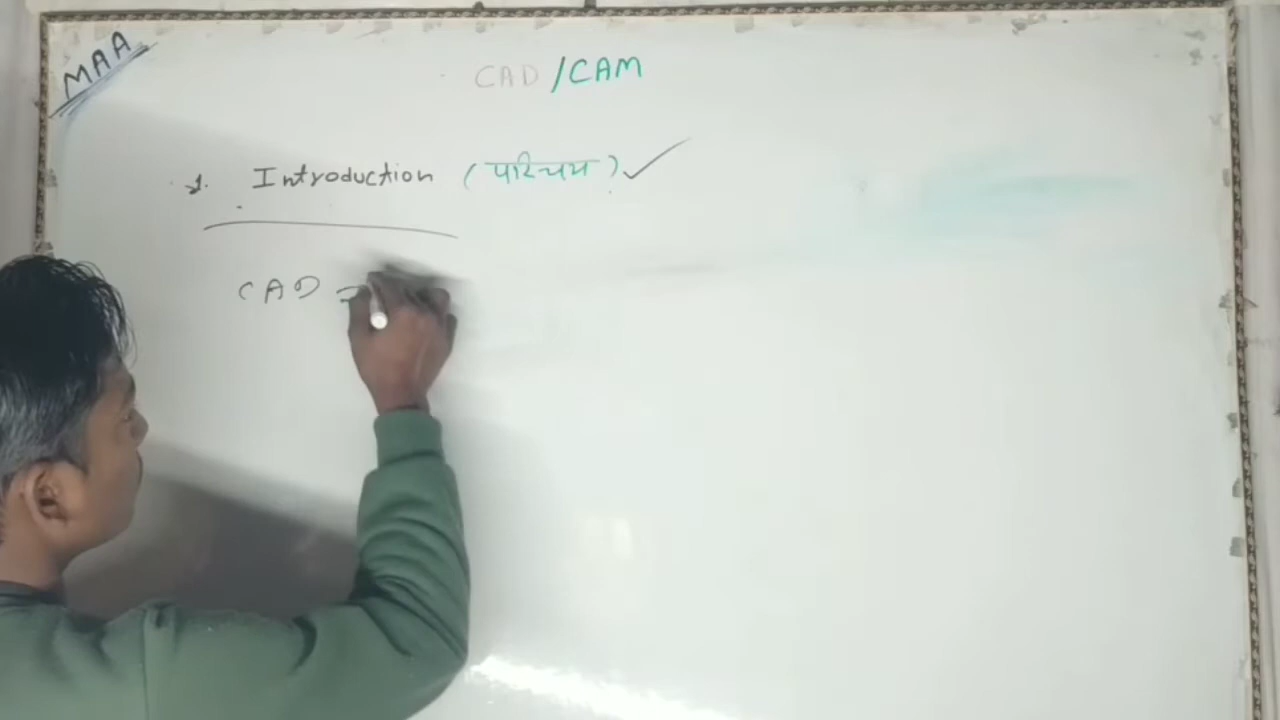 MAA
CAD/CAM
1. Introduction (परिचय)
CAD =